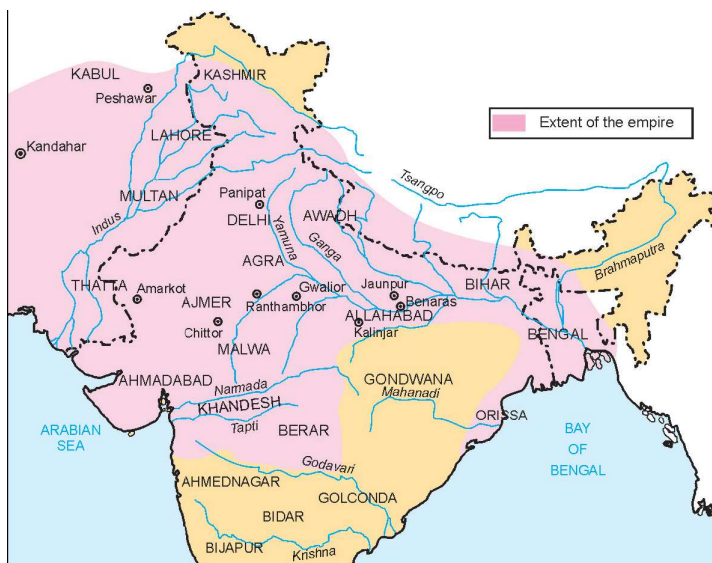 KABUL
KASHMIR
Peshawar
Extent of the empire
LAHORE
Kandahar
Tsangpo
MULTAN
Panipat
DELHI
AWADH
Indus
Yamuna
Ganga
Brahmaputra
AGRA
THATTA
Amarkot
AJMER
Gwalior
Jaunpur
BIHAR
Ranthambhor
Benaras
Chittor
ALLAHABAD
Kalinjar
BENGAL
MALWA
AHMADABAD
Narmada
GONDWANA
KHANDESH
Mahanadi
Tapti
BERAR
ORISSA
ARABIAN
SEA
BAY
OF
BENGAL
Godavari
AHMEDNAGAR
GOLCONDA
BIDAR
BIJAPUR
Krishna